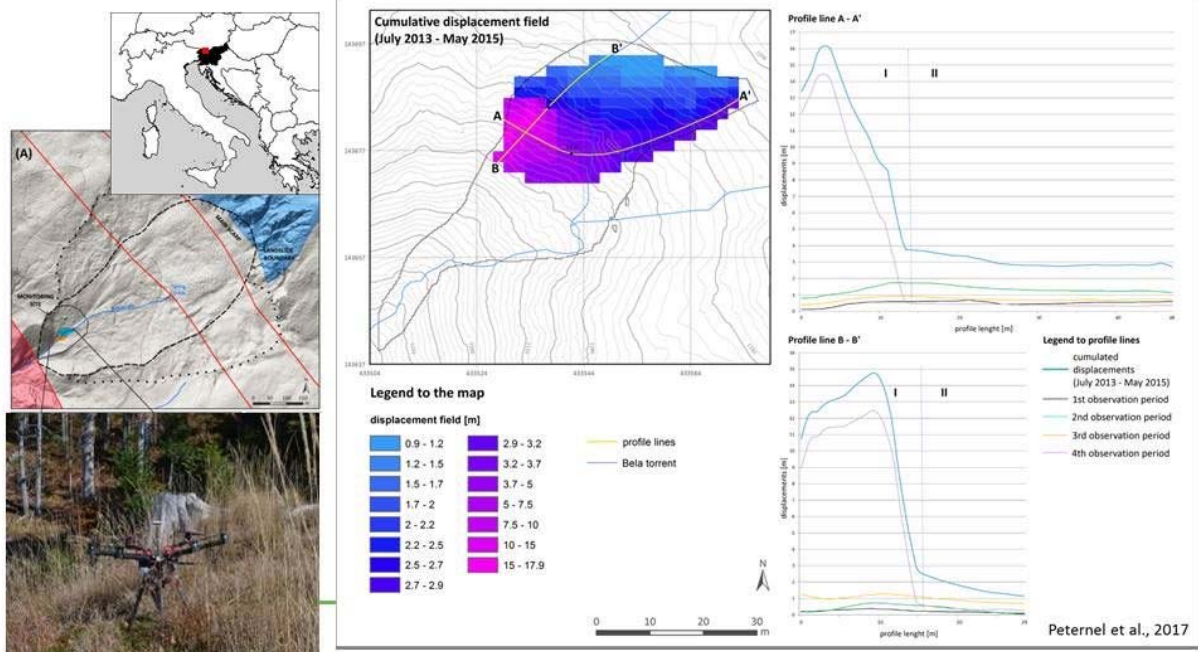 (A)
MAIN SCARP
LANDSLIDE
BOUNDARY
MONITORING
SITE
Cumulative displacement field
(July 2013 - May 2015)
B'
A
A'
B
Legend to the map
displacement field [m]
0.9 - 1.2
1.2 - 1.5
1.5 - 1.7
1.7 - 2
2 - 2.2
2.2 - 2.5
2.5 - 2.7
2.7 - 2.9
2.9 - 3.2
3.2 - 3.7
3.7 - 5
5 - 7.5
7.5 - 10
10 - 15
15 - 17.9
profile lines
Bela torrent
N
0 10 20 30
m
Profile line A - A'
I II
displacements [m]
profile lenght [m]
Profile line B - B'
I II
displacements [m]
profile lenght [m]
Legend to profile lines
cumulated
displacements
(July 2013 - May 2015)
1st observation period
2nd observation period
3rd observation period
4th observation period
Peternel et al., 2017